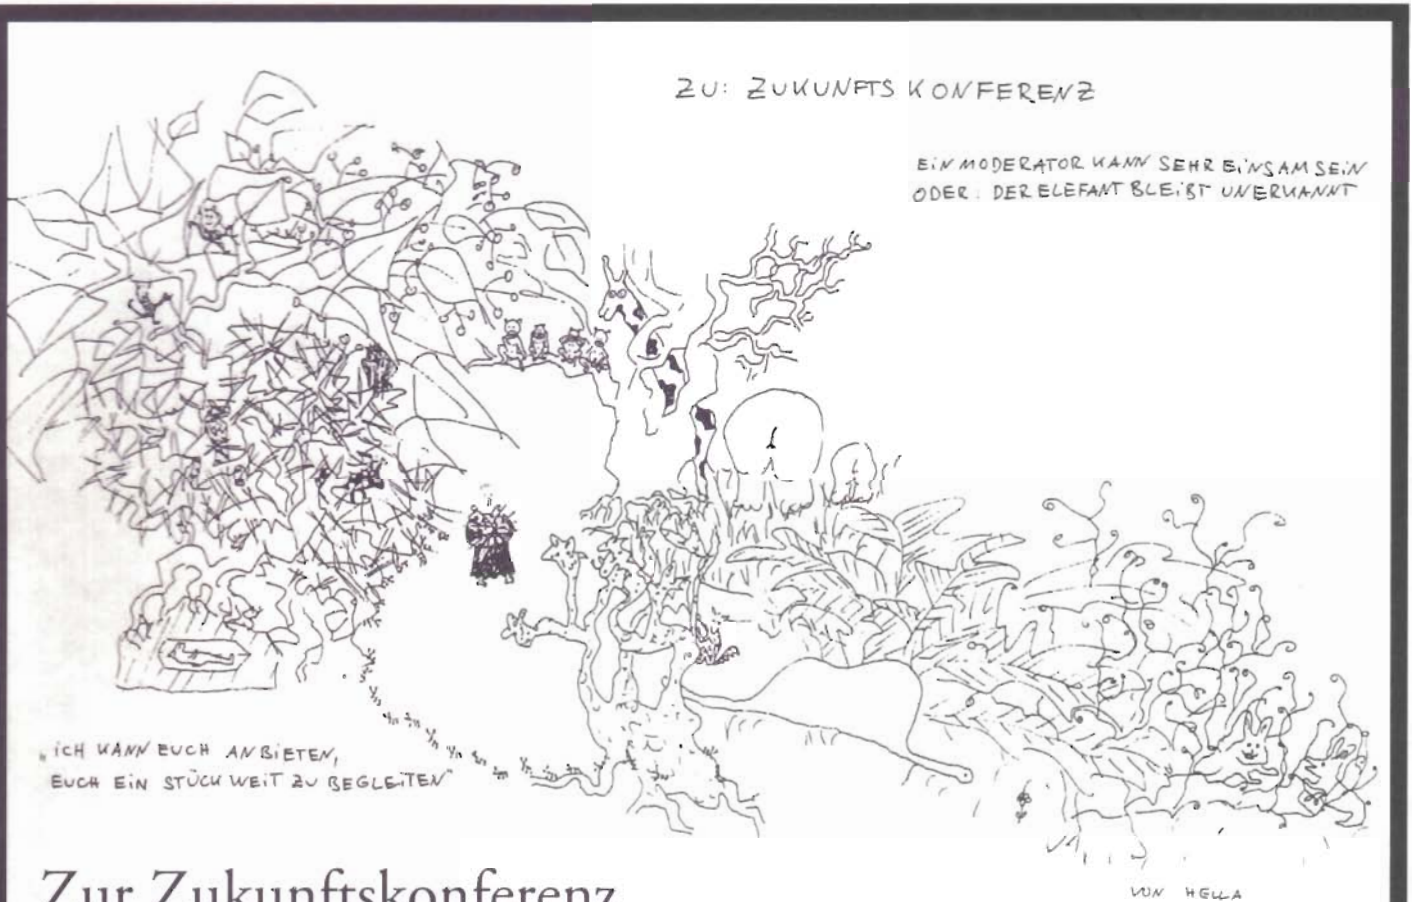 ZU: ZUKUNFTS KONFERENZ
EIN MODERATOR KANN SEHR EINSAM SEIN
ODER: DER ELEFANT BLEIBT UNERKANNT
„ICH KANN EUCH ANBIETEN,
EUCH EIN STÜCK WEIT ZU BEGLEITEN“
Zur Zukunftskonferenz
VON HELLA